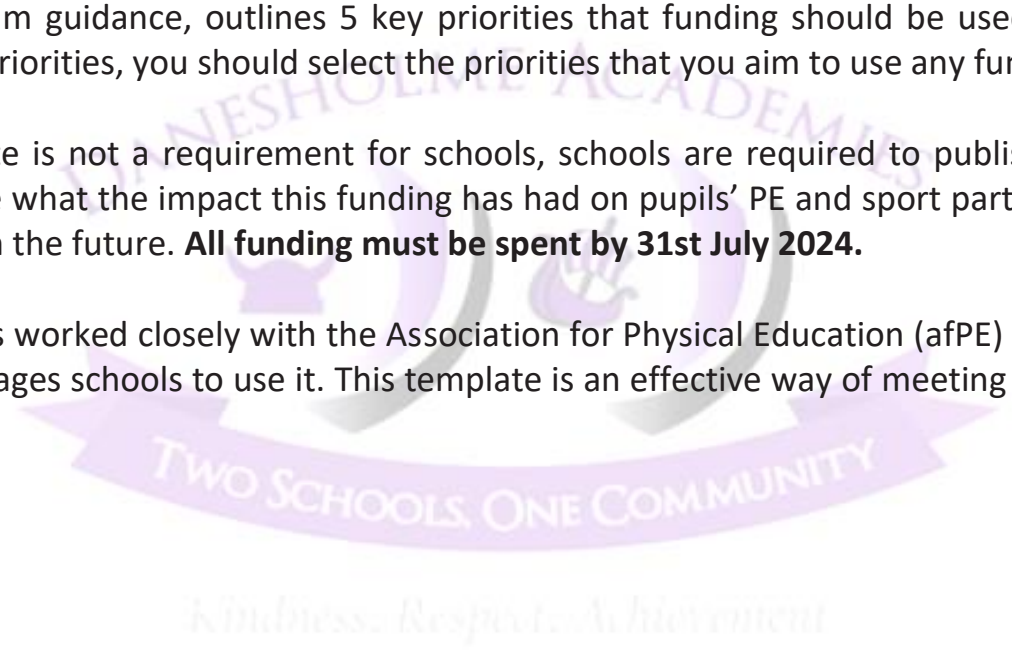 m guidance, outlines 5 key priorities that funding should be used
riorities, you should select the priorities that you aim to use any fun
DANESHOLME ACADEMIES
te is not a requirement for schools, schools are required to publis
e what the impact this funding has had on pupils’ PE and sport part
n the future. All funding must be spent by 31st July 2024.
s worked closely with the Association for Physical Education (afPE)
ages schools to use it. This template is an effective way of meeting
TWO SCHOOLS, ONE COMMUNITY
Kindness Respect Achievement